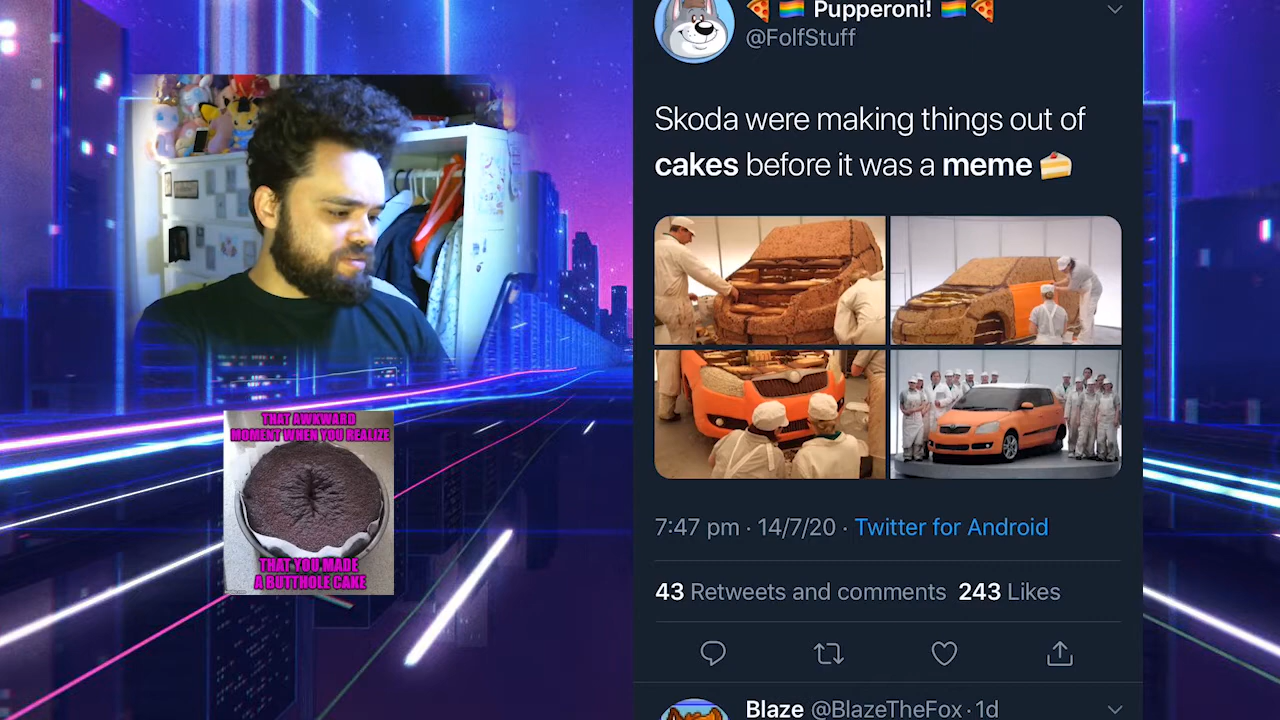 Pupperoni!
@FolfStuff
Skoda were making things out of
cakes before it was a meme
7:47 pm · 14/7/20 · Twitter for Android
43 Retweets and comments 243 Likes
Blaze @BlazeTheFox · 1d
THAT AWKWARD
MOMENT WHEN YOU REALIZE
THAT YOU MADE
A BUTTHOLE CAKE